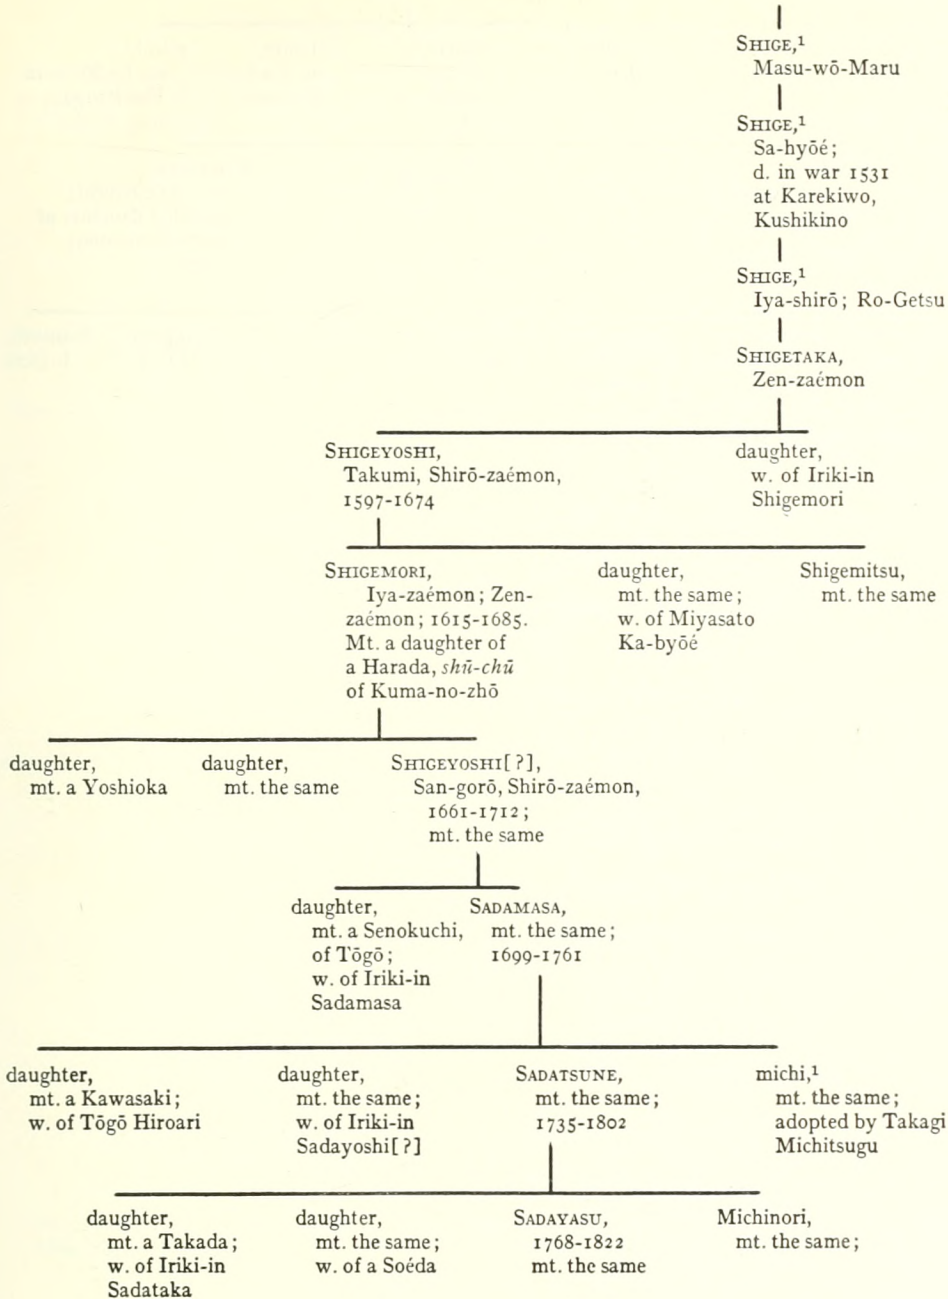 SHIGE,¹
Masu-wō-Maru
SHIGE,¹
Sa-hyōé;
d. in war 1531
at Karekiwo,
Kushikino
SHIGE,¹
Iya-shirō; Ro-Getsu
SHIGETAKA,
Zen-zaémon
SHIGEYOSHI,
Takumi, Shirō-zaémon,
1597-1674
daughter,
w. of Iriki-in
Shigemori
SHIGEMORI,
Iya-zaémon; Zen-
zaémon; 1615-1685.
Mt. a daughter of
a Harada, shū-chū
of Kuma-no-zhō
daughter,
mt. the same;
w. of Miyasato
Ka-byōé
Shigemitsu,
mt. the same
daughter,
mt. a Yoshioka
daughter,
mt. the same
SHIGEYOSHI[?],
San-gorō, Shirō-zaémon,
1661-1712;
mt. the same
daughter,
mt. a Senokuchi,
of Tōgō;
w. of Iriki-in
Sadamasa
SADAMASA,
mt. the same;
1699-1761
daughter,
mt. a Kawasaki;
w. of Tōgō Hiroari
daughter,
mt. the same;
w. of Iriki-in
Sadayoshi[?]
SADATSUNE,
mt. the same;
1735-1802
michi,¹
mt. the same;
adopted by Takagi
Michitsugu
daughter,
mt. a Takada;
w. of Iriki-in
Sadataka
daughter,
mt. the same;
w. of a Soéda
SADAYASU,
1768-1822
mt. the same
Michinori,
mt. the same;